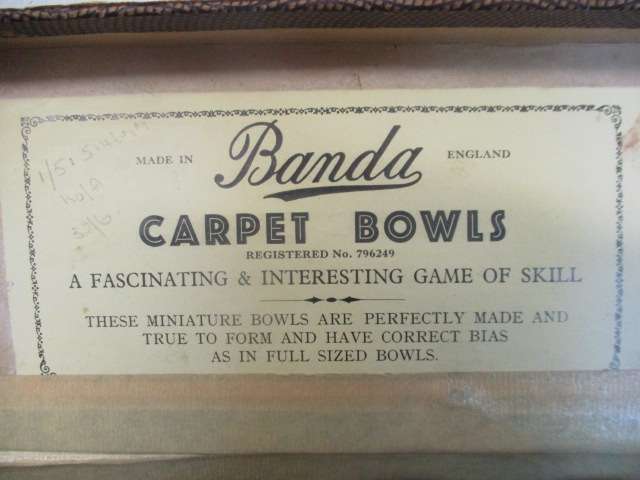 MADE IN Banda ENGLAND
CARPET BOWLS
REGISTERED No. 796249
A FASCINATING & INTERESTING GAME OF SKILL
THESE MINIATURE BOWLS ARE PERFECTLY MADE AND
TRUE TO FORM AND HAVE CORRECT BIAS
AS IN FULL SIZED BOWLS.